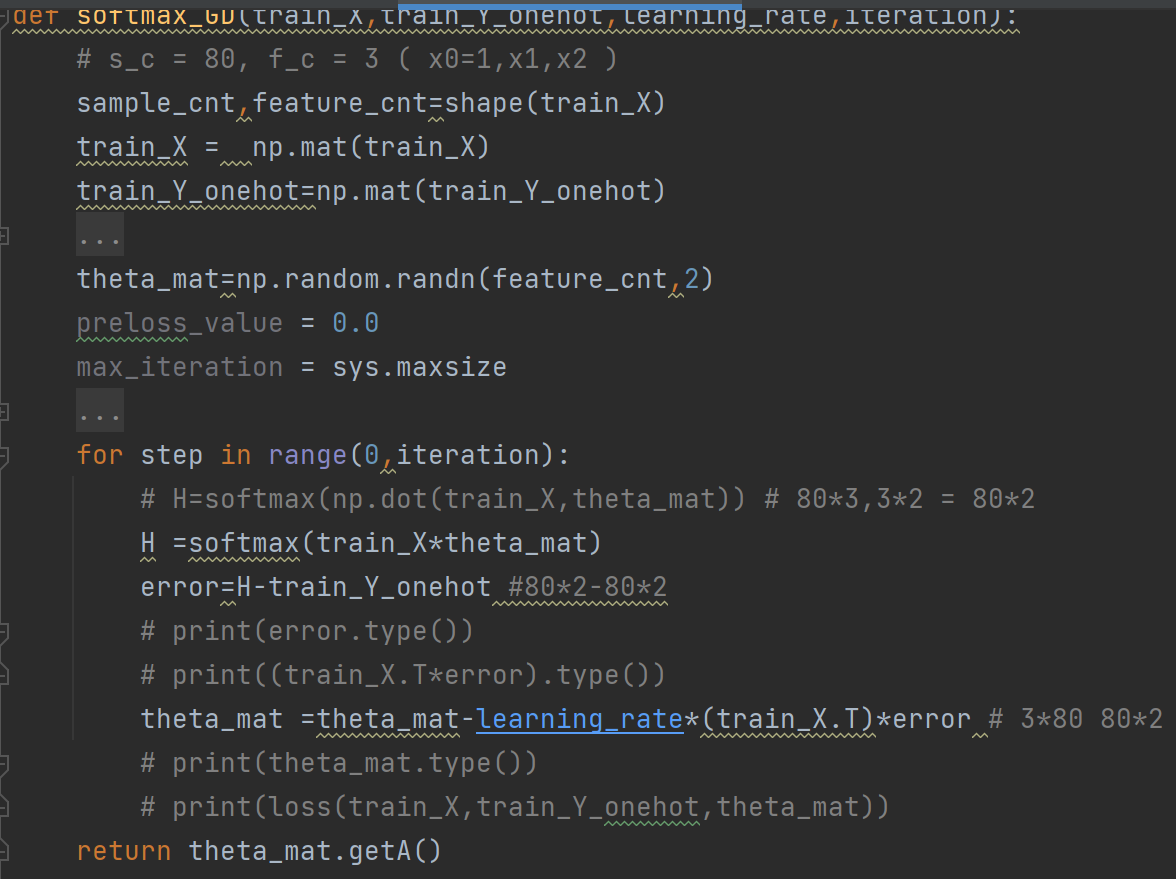 def softmax_GD(train_X,train_Y_onehot,learning_rate,iteration):
    # s_c = 80, f_c = 3 ( x0=1,x1,x2 )
    sample_cnt,feature_cnt=shape(train_X)
    train_X =  np.mat(train_X)
    train_Y_onehot=np.mat(train_Y_onehot)
    ...
    theta_mat=np.random.randn(feature_cnt,2)
    preloss_value = 0.0
    max_iteration = sys.maxsize
    ...
    for step in range(0,iteration):
        # H=softmax(np.dot(train_X,theta_mat)) # 80*3,3*2 = 80*2
        H =softmax(train_X*theta_mat)
        error=H-train_Y_onehot #80*2-80*2
        # print(error.type())
        # print((train_X.T*error).type())
        theta_mat =theta_mat-learning_rate*(train_X.T)*error # 3*80 80*2
        # print(theta_mat.type())
        # print(loss(train_X,train_Y_onehot,theta_mat))
    return theta_mat.getA()